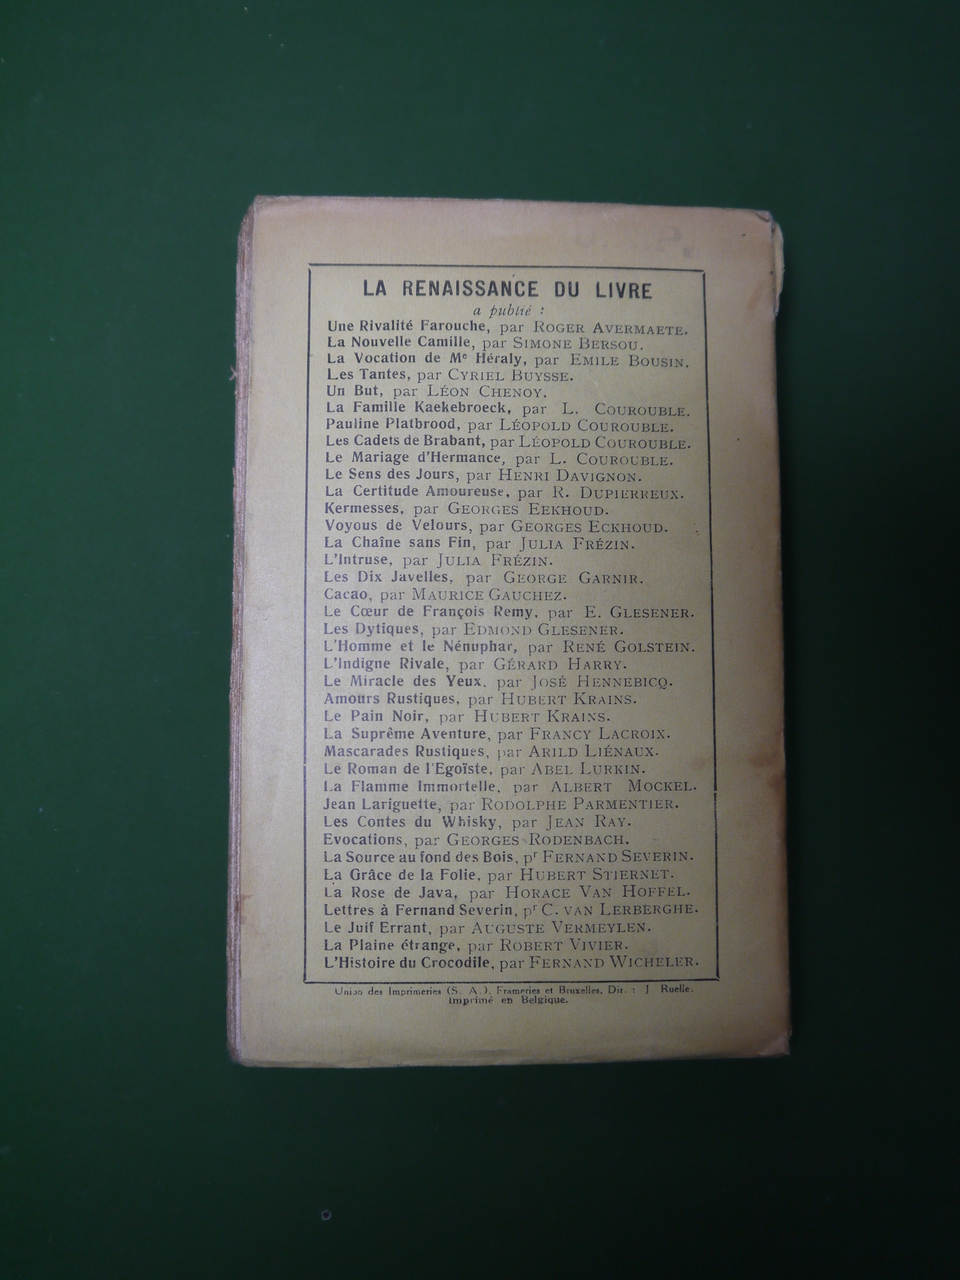 LA RENAISSANCE DU LIVRE
a publié :
Une Rivalité Farouche, par ROGER AVERMAETE.
La Nouvelle Camille, par SIMONE BERSOU.
La Vocation de Me Héraly, par EMILE BOUSIN.
Les Tantes, par CYRIEL BUYSSE.
Un But, par LÉON CHENOY.
La Famille Kaekebroeck, par L. COUROUBLE.
Pauline Platbrood, par LÉOPOLD COUROUBLE.
Les Cadets de Brabant, par LÉOPOLD COUROUBLE.
Le Mariage d'Hermance, par L. COUROUBLE.
Le Sens des Jours, par HENRI DAVIGNON.
La Certitude Amoureuse, par R. DUPIERREUX.
Kermesses, par GEORGES EEKHOUD.
Voyous de Velours, par GEORGES ECKHOUD.
La Chaîne sans Fin, par JULIA FRÉZIN.
L'Intruse, par JULIA FRÉZIN.
Les Dix Javelles, par GEORGE GARNIR.
Cacao, par MAURICE GAUCHEZ.
Le Cœur de François Remy, par E. GLESENER.
Les Dytiques, par EDMOND GLESENER.
L'Homme et le Nénuphar, par RENÉ GOLSTEIN.
L'Indigne Rivale, par GÉRARD HARRY.
Le Miracle des Yeux, par JOSÉ HENNEBICQ.
Amours Rustiques, par HUBERT KRAINS.
Le Pain Noir, par HUBERT KRAINS.
La Suprême Aventure, par FRANCY LACROIX.
Mascarades Rustiques, par ARILD LIÉNAUX.
Le Roman de l'Egoïste, par ABEL LURKIN.
La Flamme Immortelle, par ALBERT MOCKEL.
Jean Lariguette, par RODOLPHE PARMENTIER.
Les Contes du Whisky, par JEAN RAY.
Evocations, par GEORGES RODENBACH.
La Source au fond des Bois, pr FERNAND SEVERIN.
La Grâce de la Folie, par HUBERT STIERNET.
La Rose de Java, par HORACE VAN HOFFEL.
Lettres à Fernand Severin, pr C. VAN LERBERGHE.
Le Juif Errant, par AUGUSTE VERMEYLEN.
La Plaine étrange, par ROBERT VIVIER.
L'Histoire du Crocodile, par FERNAND WICHELER.
Union des Imprimeries (S. A.), Frameries et Bruxelles. Dir. : J. Ruelle.
Imprimé en Belgique.